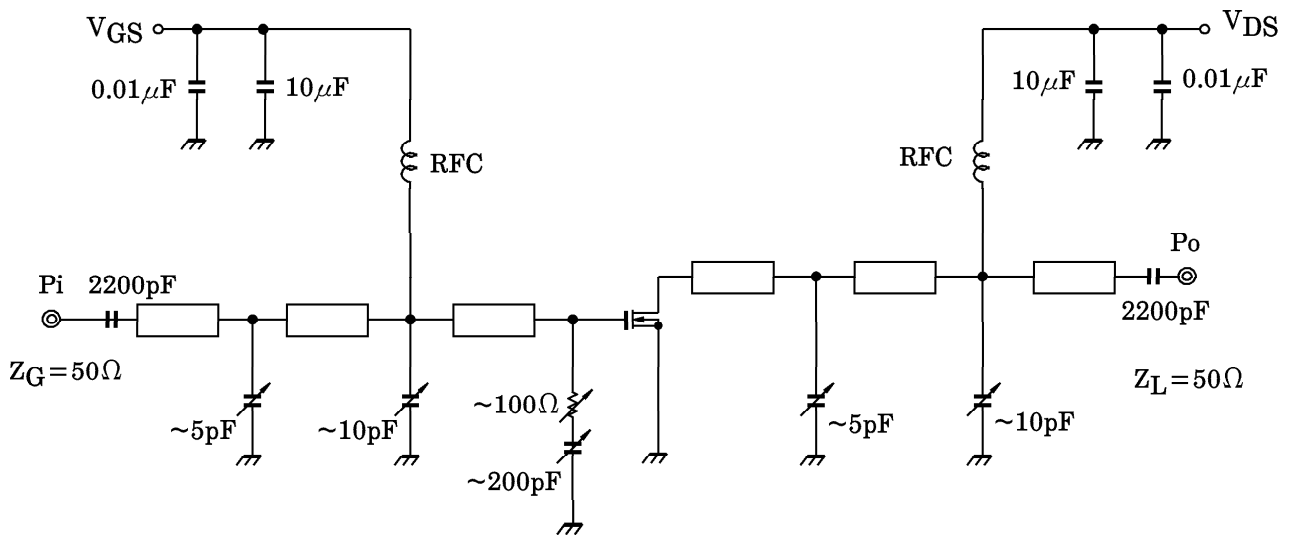 VGS
VDS
0.01μF
10μF
10μF
0.01μF
RFC
RFC
Pi
2200pF
Po
2200pF
ZG=50Ω
ZL=50Ω
~5pF
~10pF
~100Ω
~200pF
~5pF
~10pF